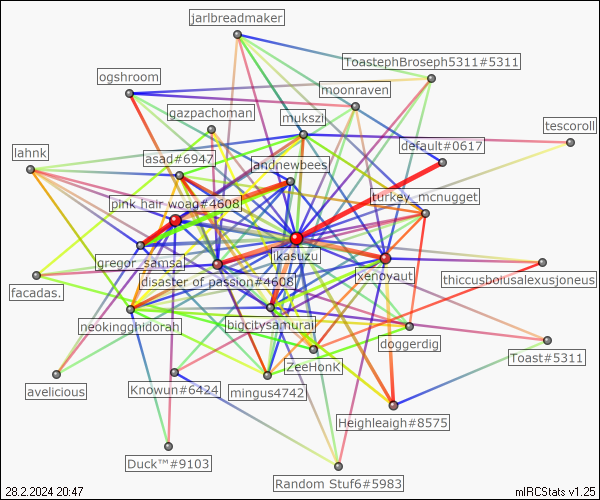 jarlbreadmaker
ToastephBroseph5311#5311
ogshroom
moonraven
gazpachoman
mukszi
tescoroll
default#0617
lahnk
asad#6947
andnewbees
turkey_mcnugget
pink hair woag#4608
ikasuzu
gregor_samsa
xenoyaut
disaster of passion#4608
thiccusbolusalexusjoneus
facadas.
neokingghidorah
bigcitysamurai
doggerdig
Toast#5311
ZeeHonK
avelicious
Knowun#6424
mingus4742
Heighleigh#8575
Duck™#9103
Random Stuf6#5983
28.2.2024 20:47
mIRCStats v1.25